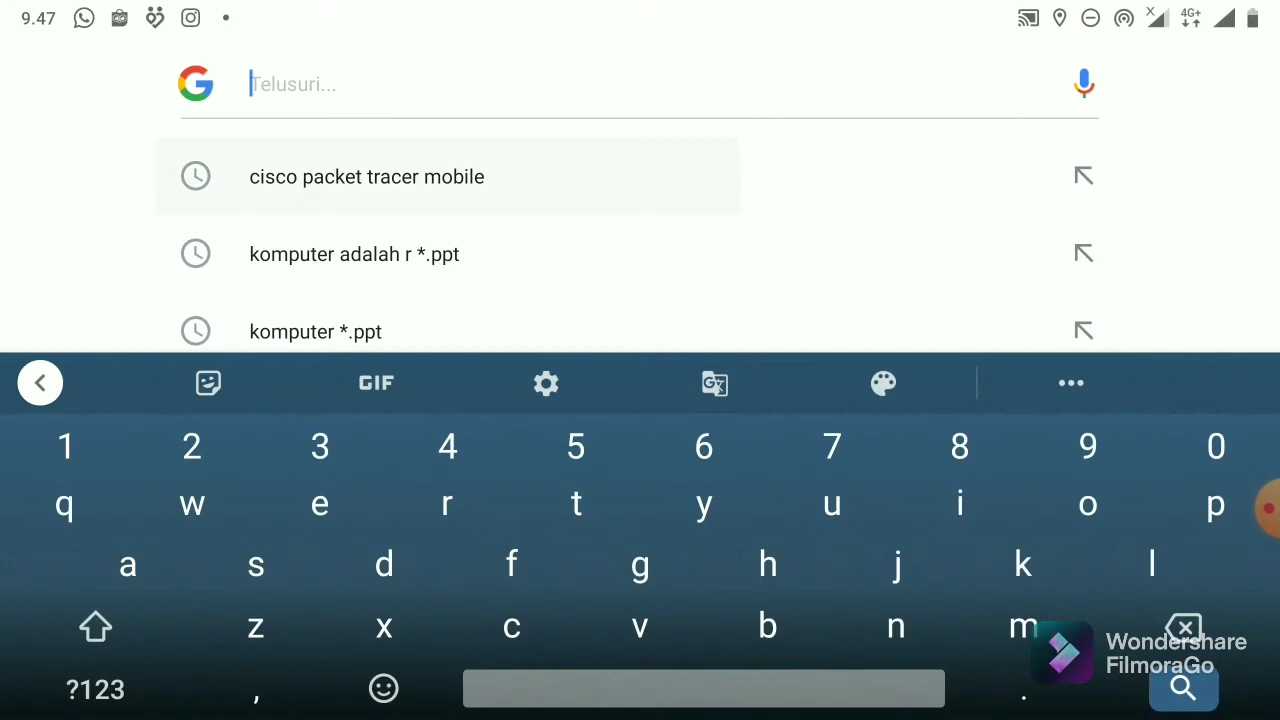 9.47
4G+
Telusuri...
cisco packet tracer mobile
komputer adalah r *.ppt
komputer *.ppt
GIF
1 2 3 4 5 6 7 8 9 0
q w e r t y u i o p
a s d f g h j k l
z x c v b n m
Wondershare
FilmoraGo
?123 , .